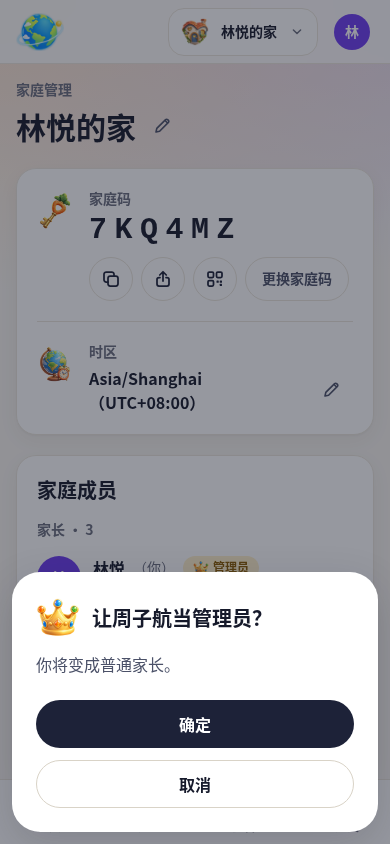 林悦的家
林
家庭管理
林悦的家
家庭码
7KQ4MZ
更换家庭码
时区
Asia/Shanghai
（UTC+08:00）
家庭成员
家长 · 3
林悦 （你） 管理员
让周子航当管理员？
你将变成普通家长。
确定
取消